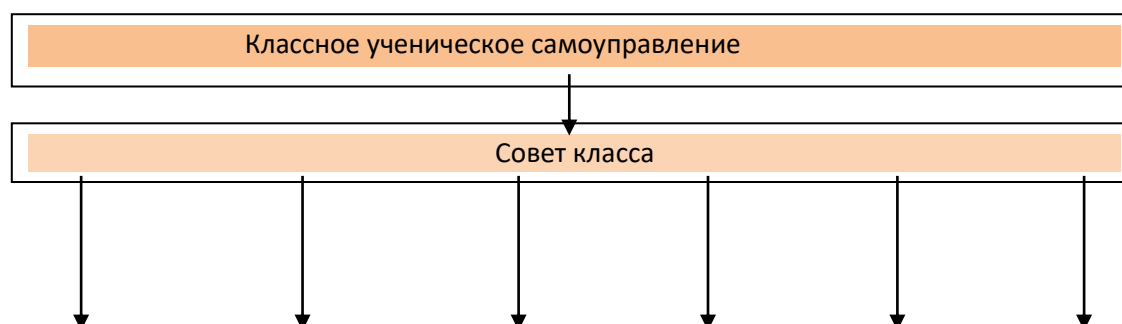 Классное ученическое самоуправление
Совет класса